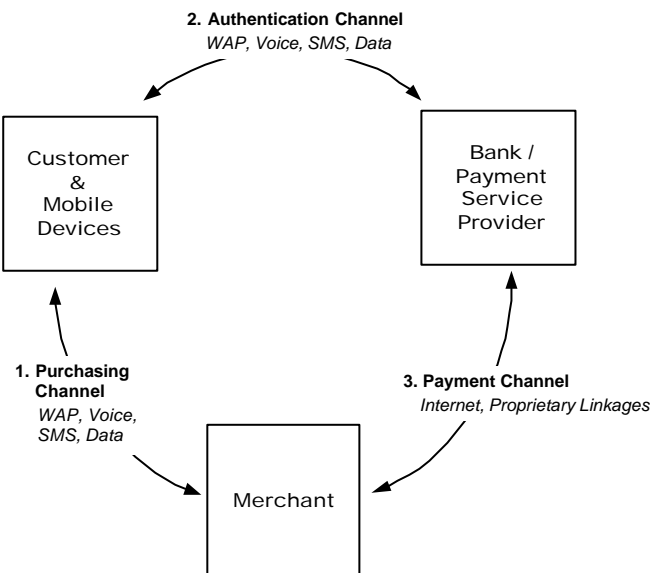 2. Authentication Channel
WAP, Voice, SMS, Data
Customer
&
Mobile
Devices
Bank /
Payment
Service
Provider
1. Purchasing
Channel
WAP, Voice,
SMS, Data
3. Payment Channel
Internet, Proprietary Linkages
Merchant